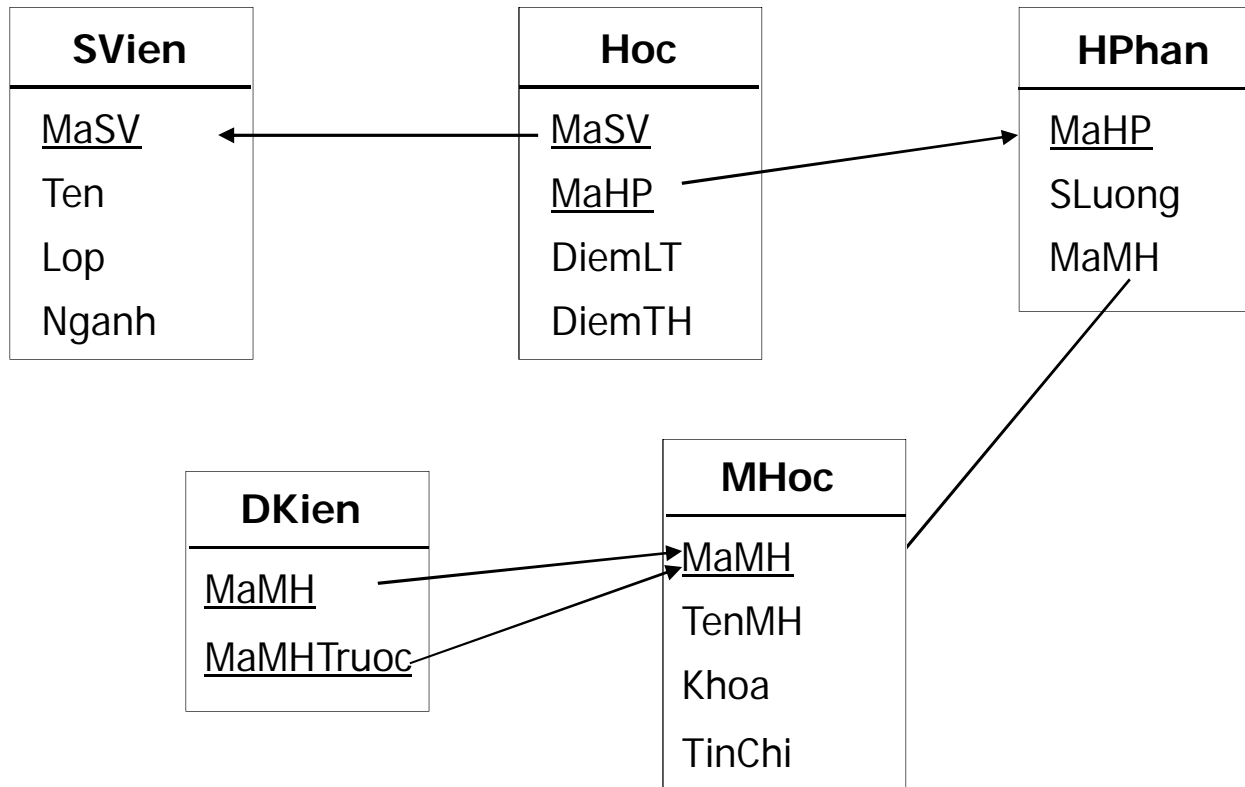 SVien
MaSV
Ten
Lop
Nganh
Hoc
MaSV
MaHP
DiemLT
DiemTH
HPhan
MaHP
SLuong
MaMH
DKien
MaMH
MaMHTruoc
MHoc
MaMH
TenMH
Khoa
TinChi